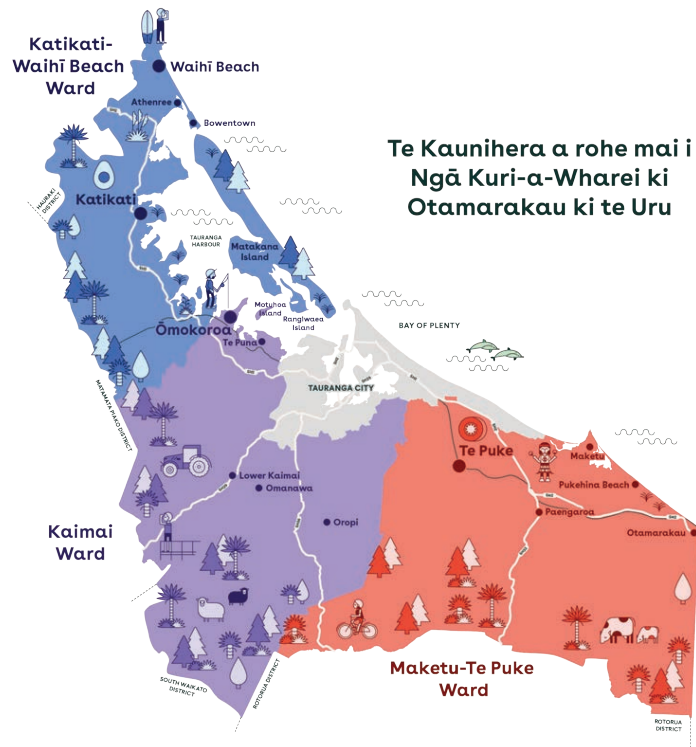 Katikati-
Waihī Beach
Ward
Waihī Beach
Athenree
Bowentown
Te Kaunihera a rohe mai i
Ngā Kuri-a-Wharei ki
Otamarakau ki te Uru
HAURAKI
DISTRICT
Katikati
TAURANGA
HARBOUR
Matakana
Island
Motuhoa
Island
Rangiwaea
Island
Ōmokoroa
Te Puna
BAY OF PLENTY
TAURANGA CITY
MATAMATA PIAKO DISTRICT
Te Puke
Maketu
Lower Kaimai
Omanawa
Pukehina Beach
Paengaroa
Oropi
Otamarakau
Kaimai
Ward
Maketu-Te Puke
Ward
SOUTH WAIKATO
DISTRICT
ROTORUA DISTRICT
ROTORUA
DISTRICT